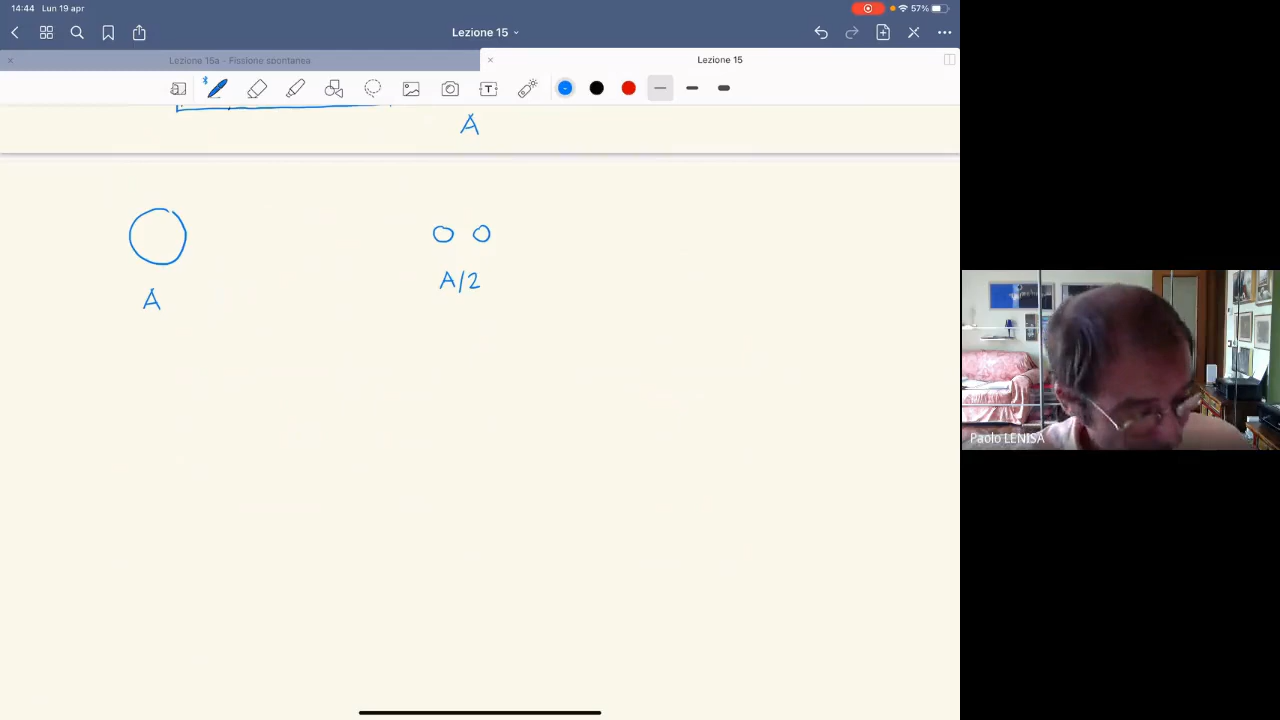 14:44 Lun 19 apr 57%
Lezione 15
Lezione 15a - Fissione spontanea Lezione 15
T
A
A A/2
Paolo LENISA